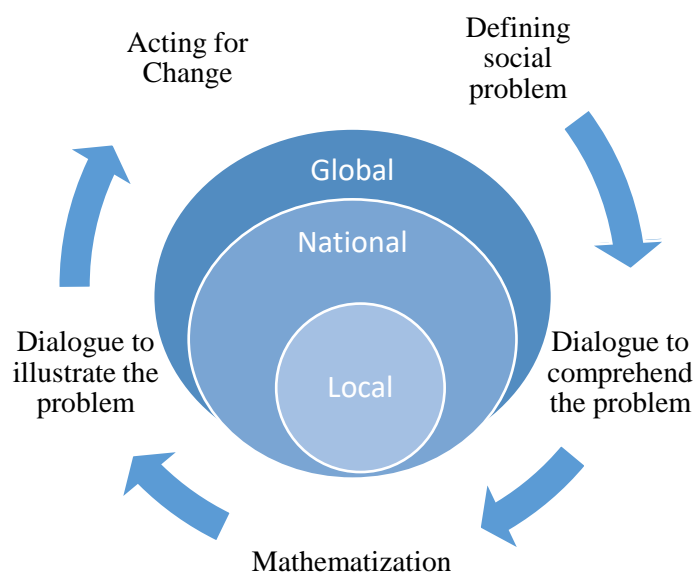 Acting for
Change
Defining
social
problem
Global
National
Local
Dialogue to
illustrate the
problem
Dialogue to
comprehend
the problem
Mathematization